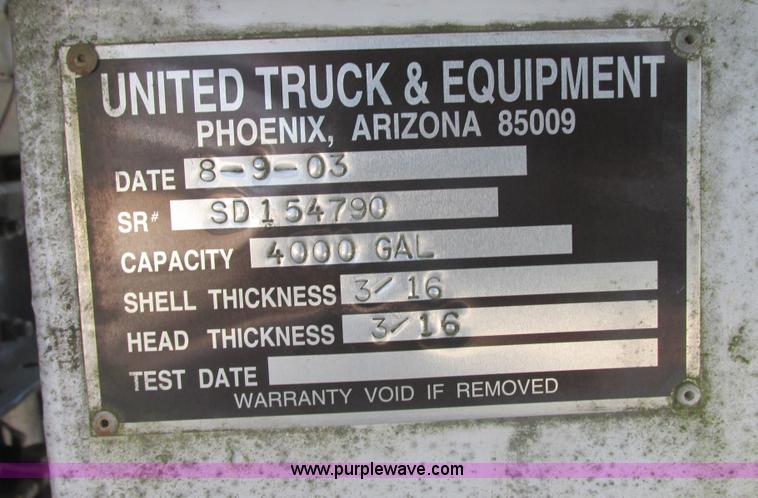 UNITED TRUCK & EQUIPMENT
PHOENIX, ARIZONA 85009
DATE 8-9-03
SR# SD154790
CAPACITY 4000 GAL
SHELL THICKNESS 3/16
HEAD THICKNESS 3/16
TEST DATE
WARRANTY VOID IF REMOVED
www.purplewave.com